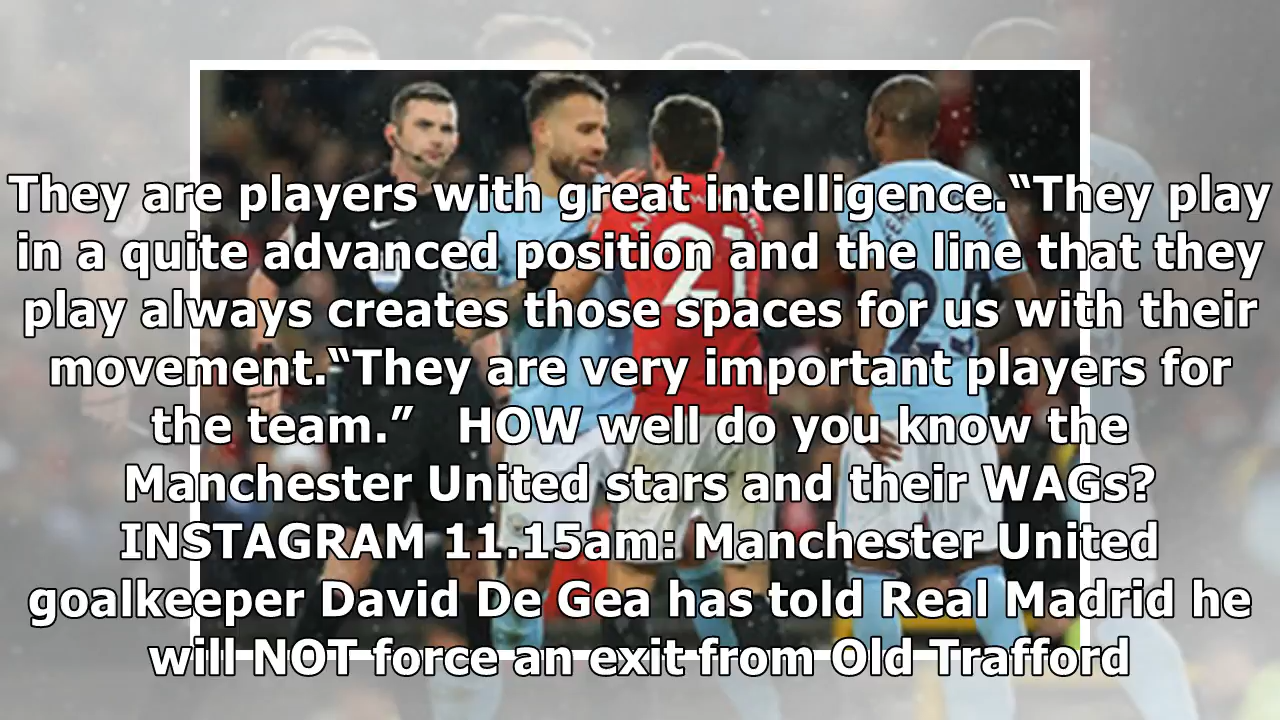 They are players with great intelligence.“They play
in a quite advanced position and the line that they
play always creates those spaces for us with their
movement.“They are very important players for
the team.” HOW well do you know the
Manchester United stars and their WAGs?
INSTAGRAM 11.15am: Manchester United
goalkeeper David De Gea has told Real Madrid he
will NOT force an exit from Old Trafford
21
25